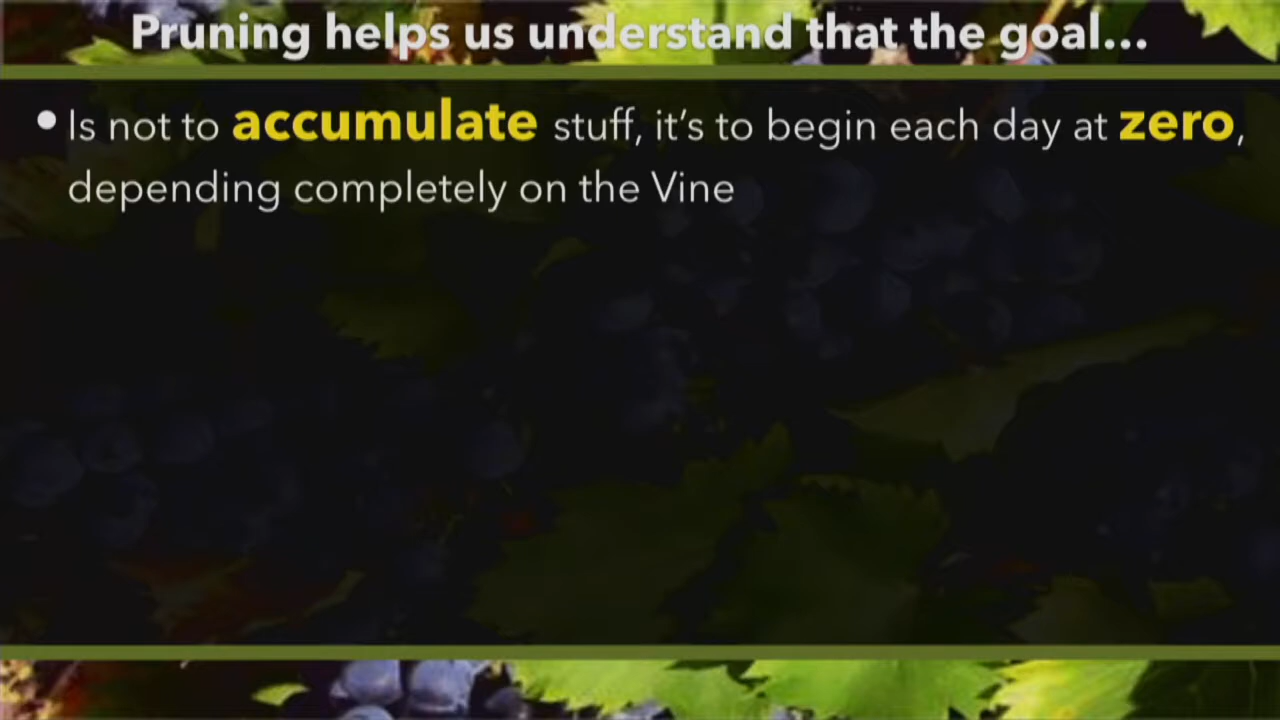 Pruning helps us understand that the goal...
• Is not to accumulate stuff, it's to begin each day at zero,
depending completely on the Vine